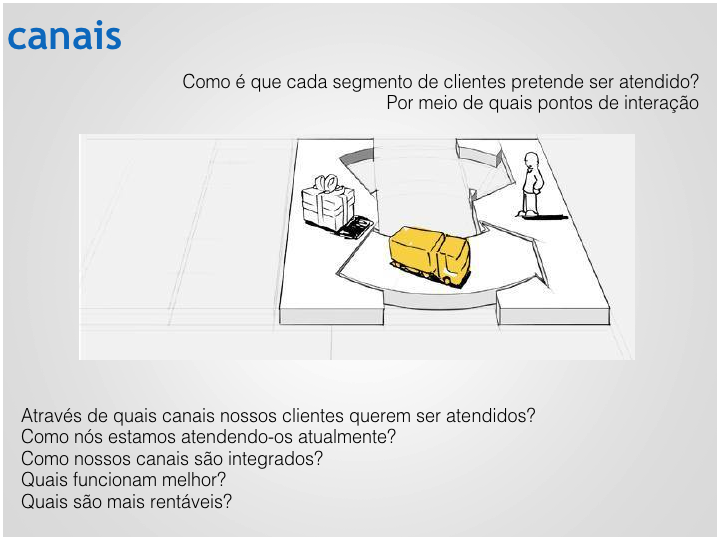 canais
Como é que cada segmento de clientes pretende ser atendido?
Por meio de quais pontos de interação
Através de quais canais nossos clientes querem ser atendidos?
Como nós estamos atendendo-os atualmente?
Como nossos canais são integrados?
Quais funcionam melhor?
Quais são mais rentáveis?